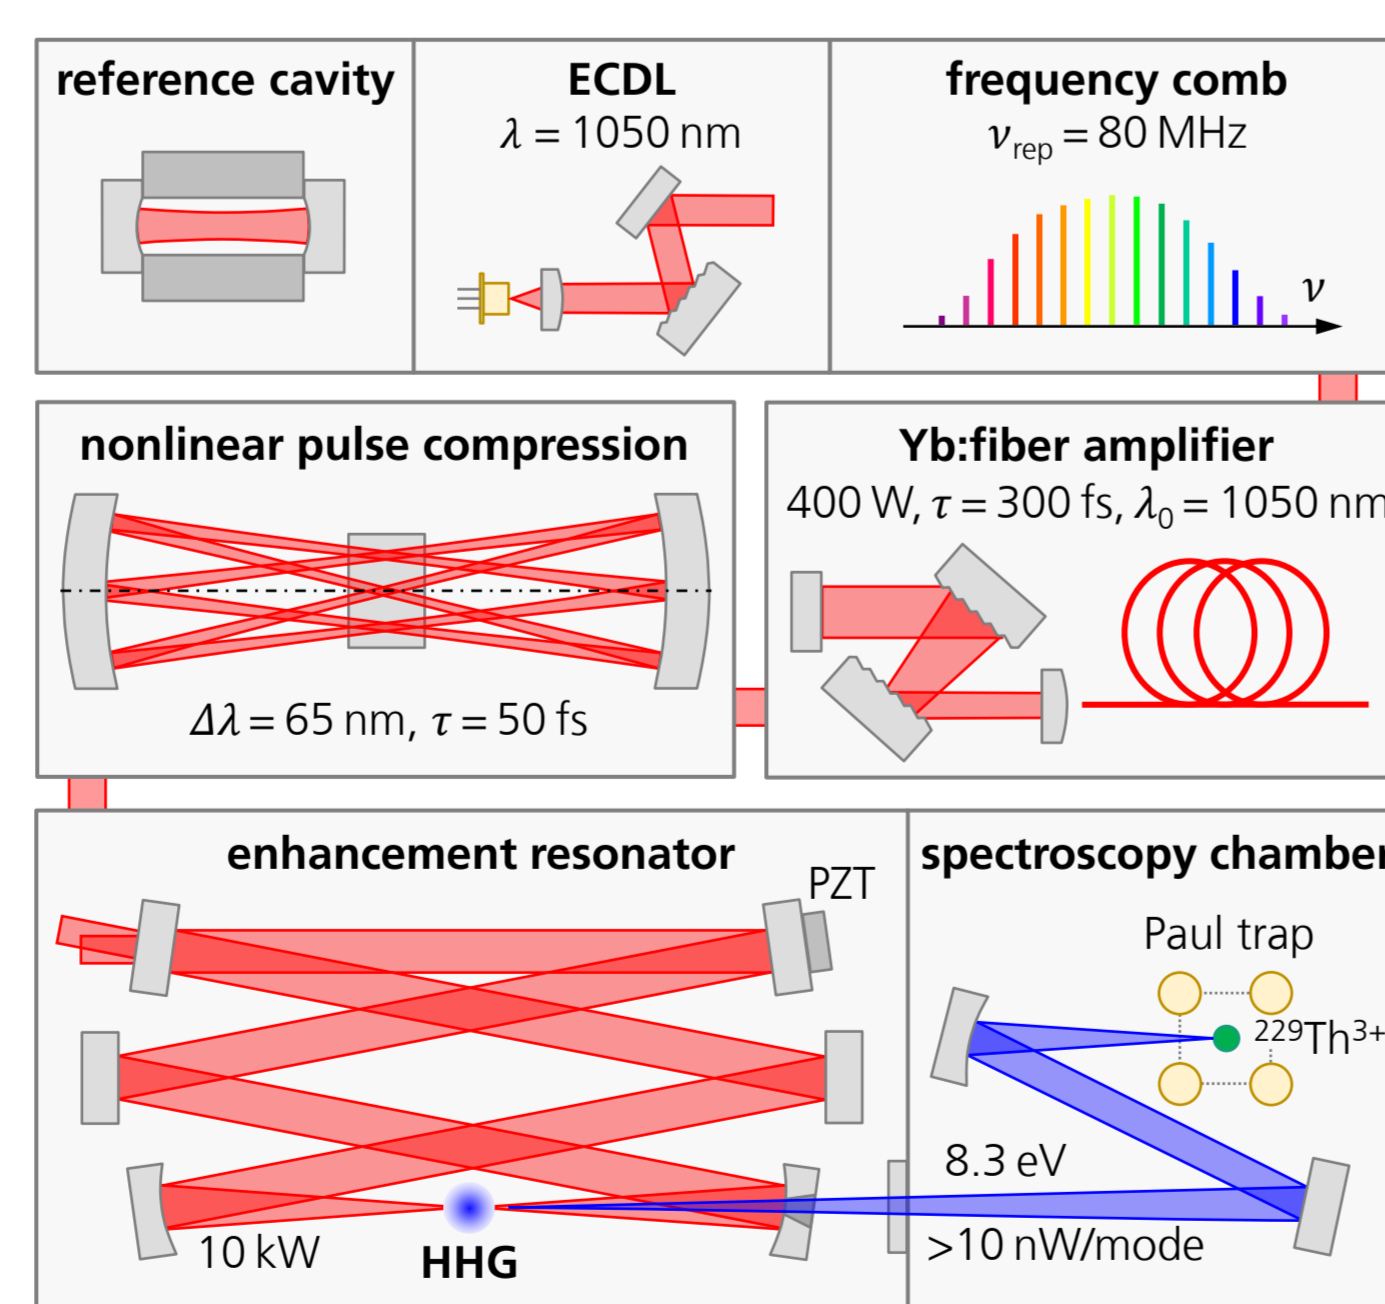 reference cavity
ECDL
λ = 1050 nm
frequency comb
ν_rep = 80 MHz
ν
nonlinear pulse compression
Δλ = 65 nm, τ = 50 fs
Yb:fiber amplifier
400 W, τ = 300 fs, λ₀ = 1050 nm
enhancement resonator
PZT
10 kW
HHG
spectroscopy chamber
Paul trap
²²⁹Th³⁺
8.3 eV
>10 nW/mode